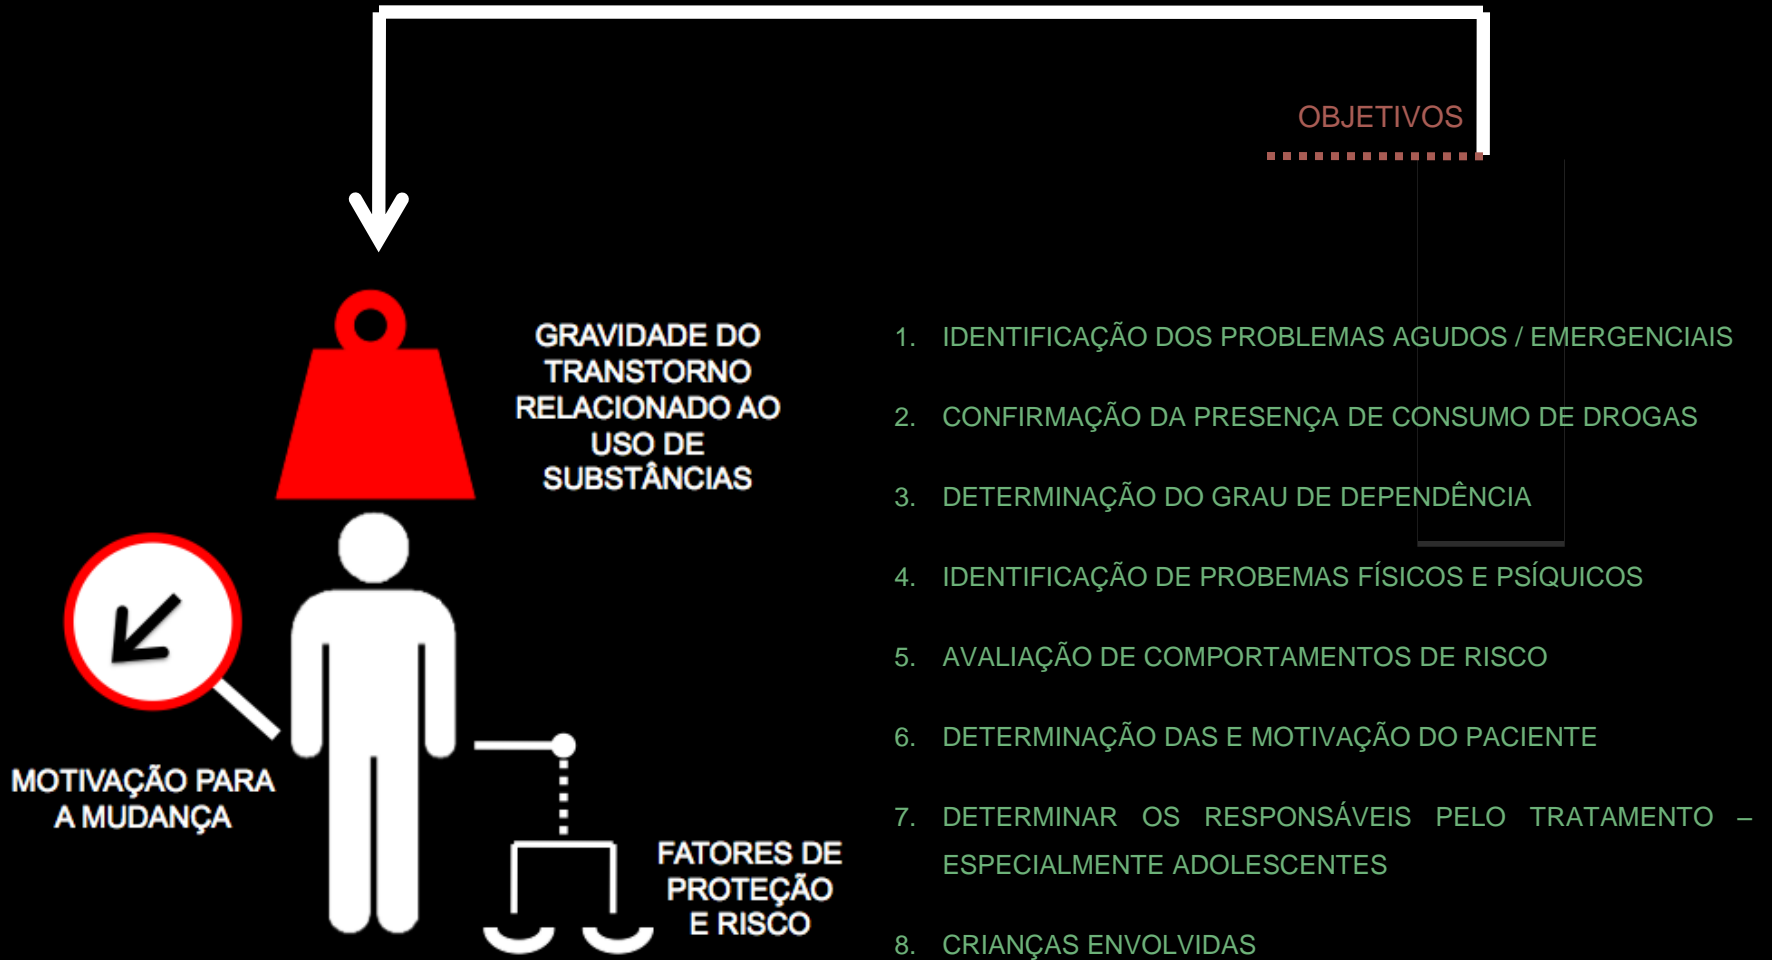 OBJETIVOS
GRAVIDADE DO
TRANSTORNO
RELACIONADO AO
USO DE
SUBSTÂNCIAS
MOTIVAÇÃO PARA
A MUDANÇA
FATORES DE
PROTEÇÃO
E RISCO
1. IDENTIFICAÇÃO DOS PROBLEMAS AGUDOS / EMERGENCIAIS
2. CONFIRMAÇÃO DA PRESENÇA DE CONSUMO DE DROGAS
3. DETERMINAÇÃO DO GRAU DE DEPENDÊNCIA
4. IDENTIFICAÇÃO DE PROBEMAS FÍSICOS E PSÍQUICOS
5. AVALIAÇÃO DE COMPORTAMENTOS DE RISCO
6. DETERMINAÇÃO DAS E MOTIVAÇÃO DO PACIENTE
7. DETERMINAR OS RESPONSÁVEIS PELO TRATAMENTO –
ESPECIALMENTE ADOLESCENTES
8. CRIANÇAS ENVOLVIDAS